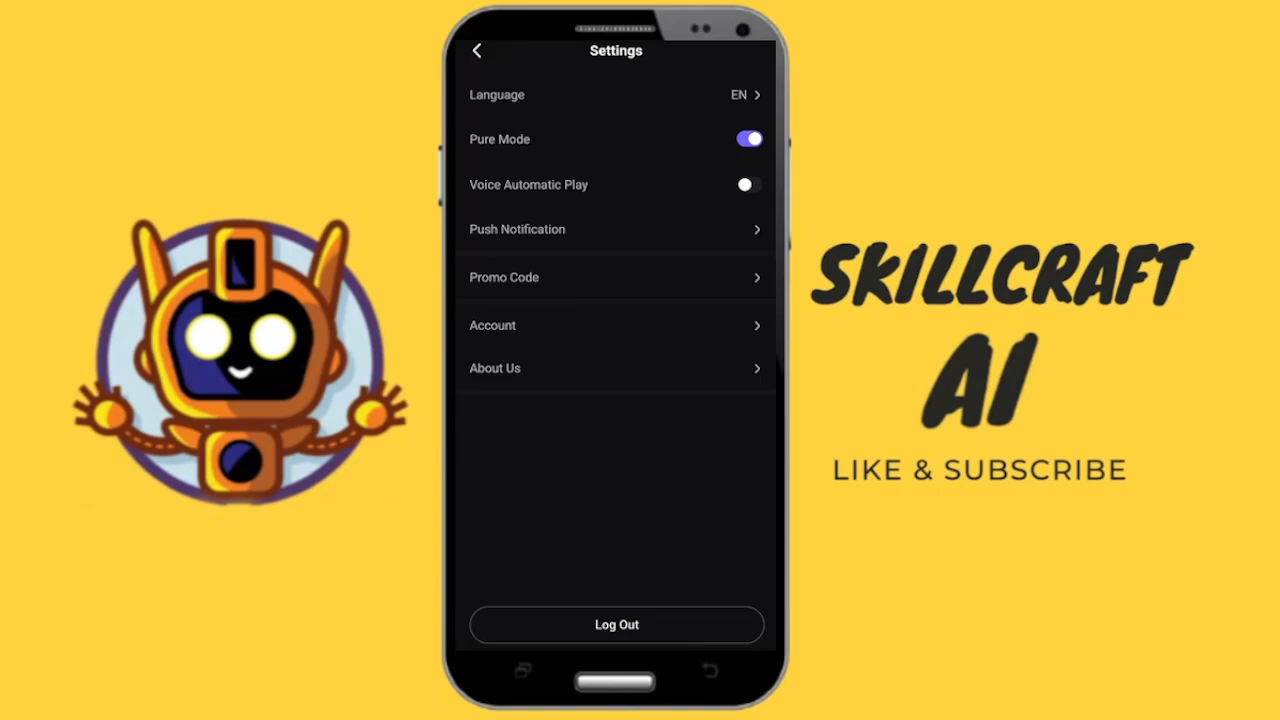 Settings
Language EN
Pure Mode
Voice Automatic Play
Push Notification
Promo Code
Account
About Us
Log Out
SKILLCRAFT
AI
LIKE & SUBSCRIBE